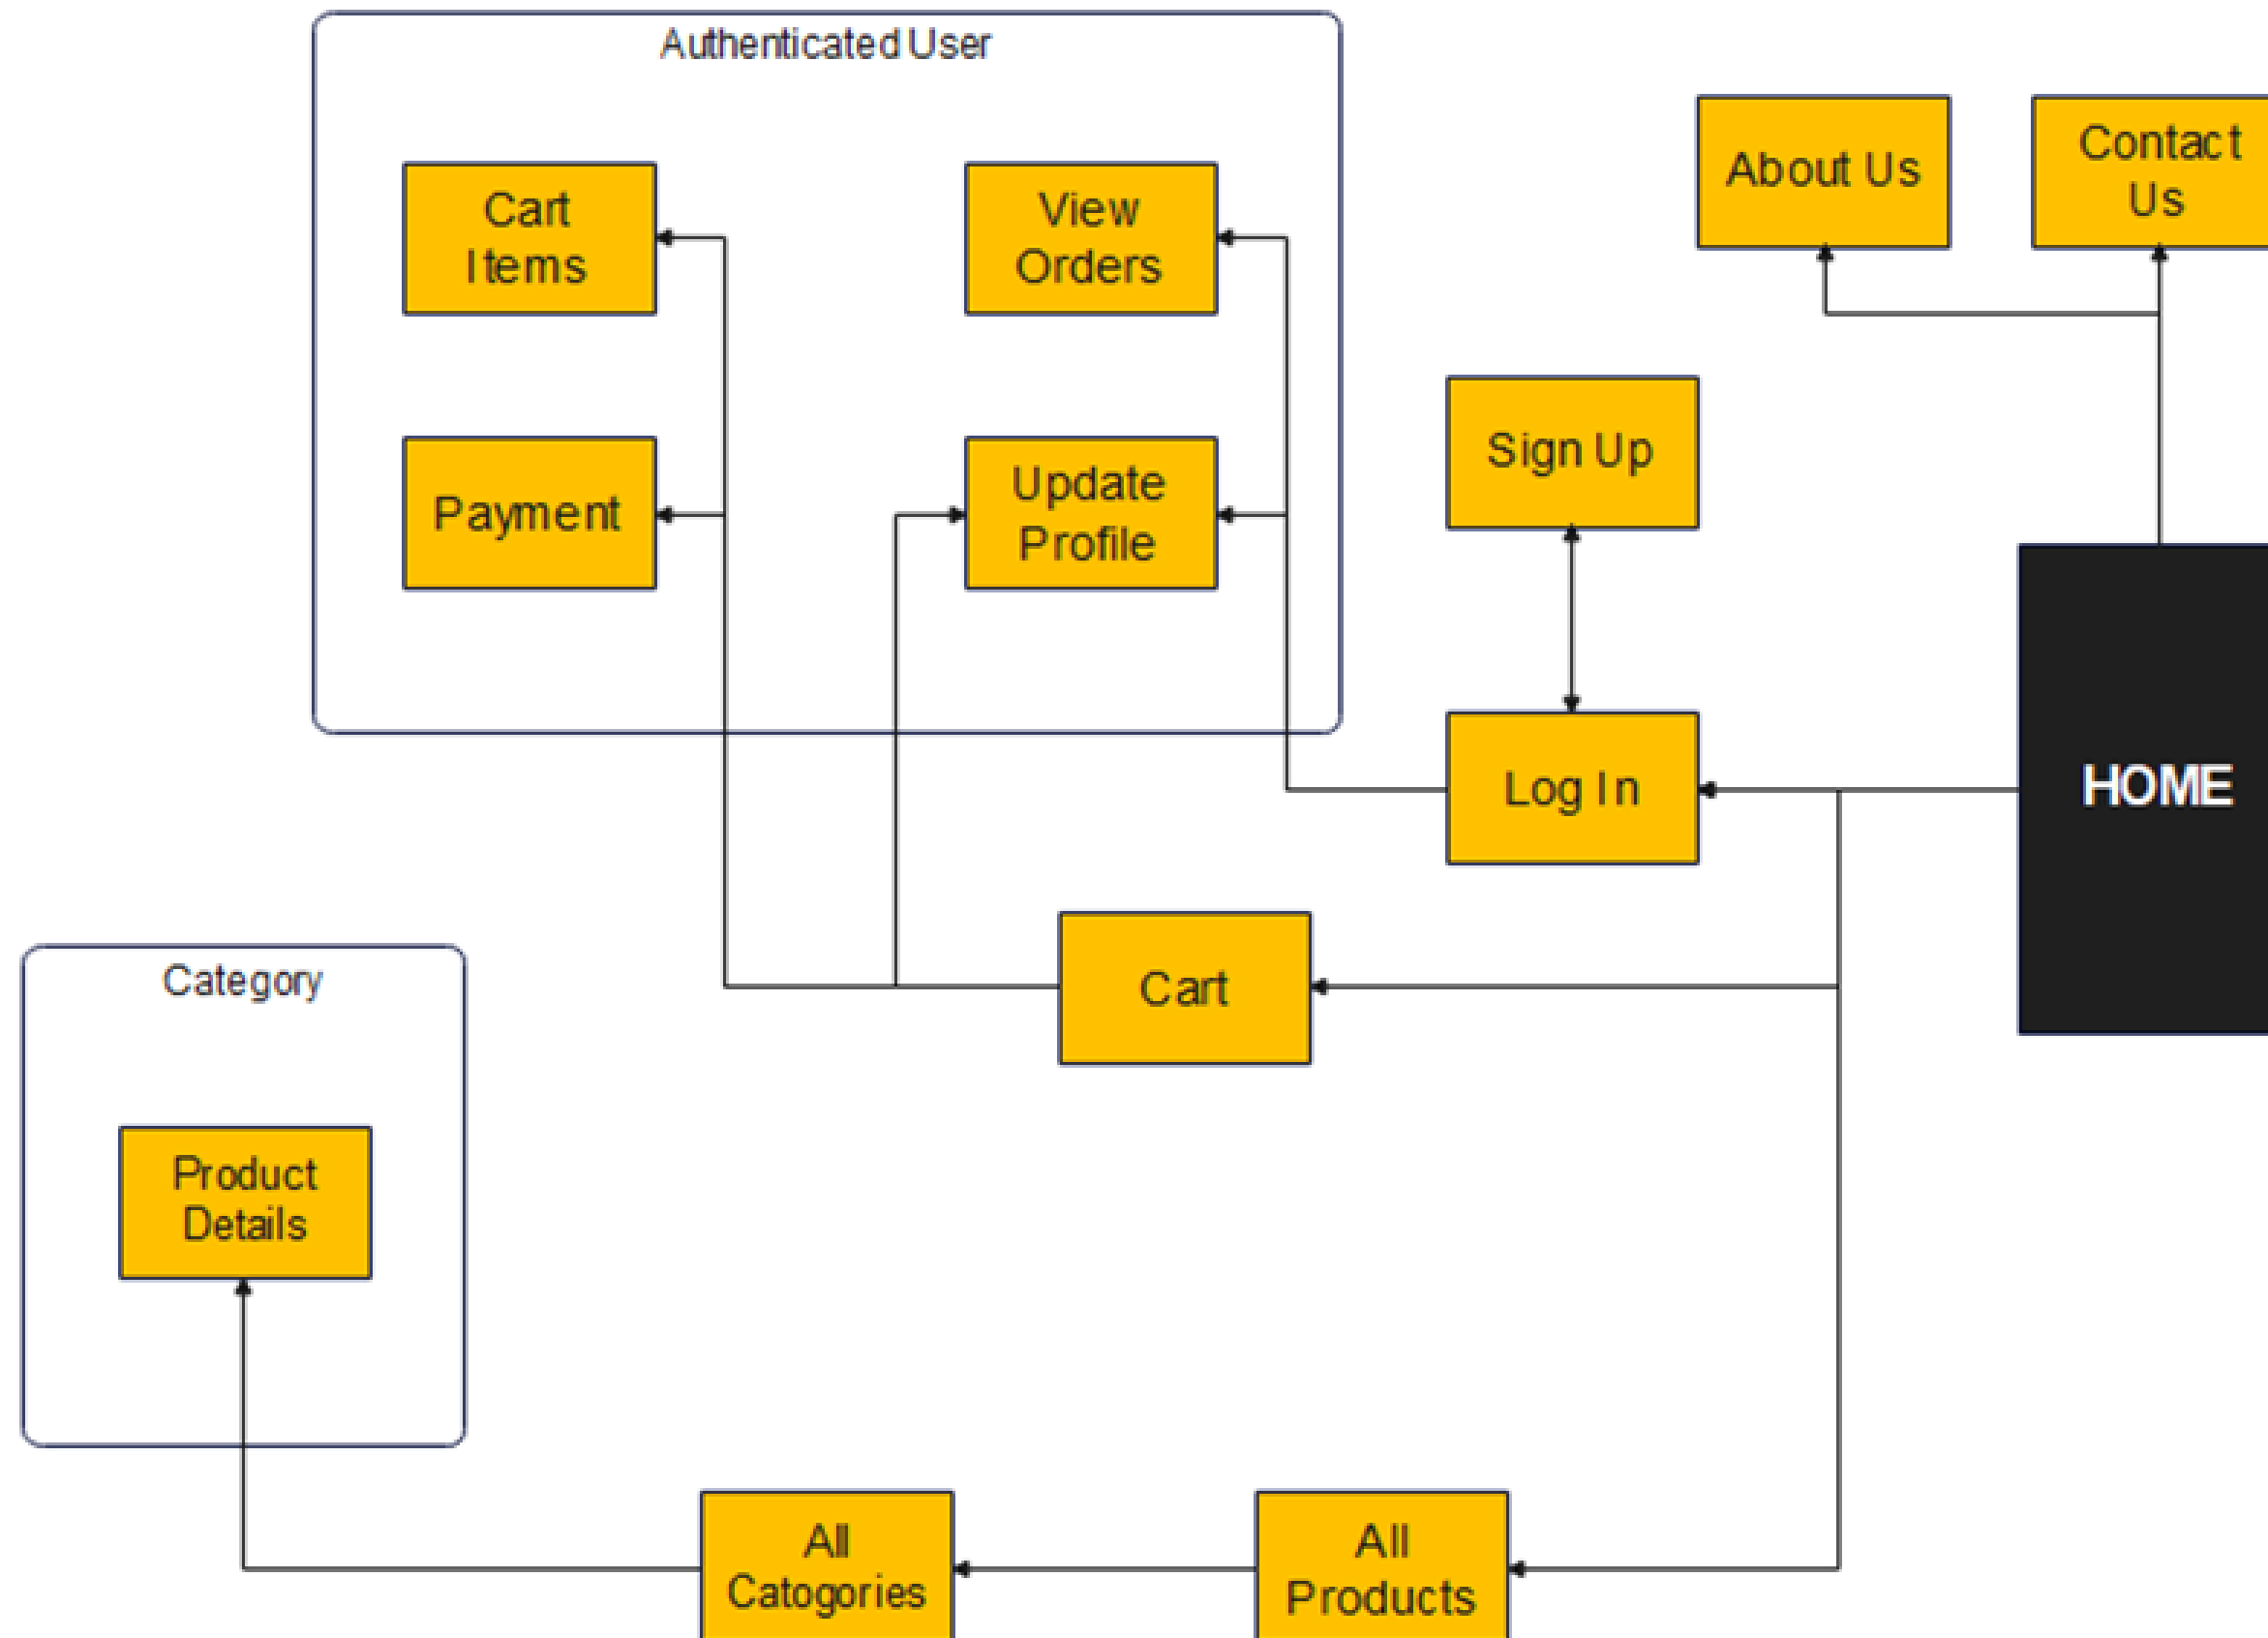 Authenticated User
Cart
Items
View
Orders
About Us
Contact
Us
Payment
Update
Profile
Sign Up
Log In
HOME
Cart
Category
Product
Details
All
Catogories
All
Products